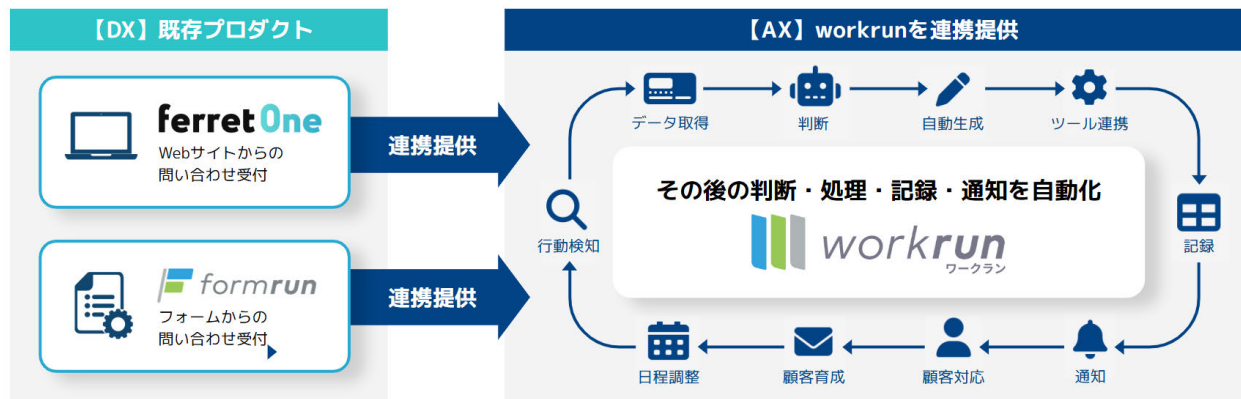 【DX】既存プロダクト
ferret One
Webサイトからの
問い合わせ受付
formrun
フォームからの
問い合わせ受付
連携提供
連携提供
【AX】workrunを連携提供
データ取得
判断
自動生成
ツール連携
その後の判断・処理・記録・通知を自動化
workrun
ワークラン
行動検知
記録
日程調整
顧客育成
顧客対応
通知